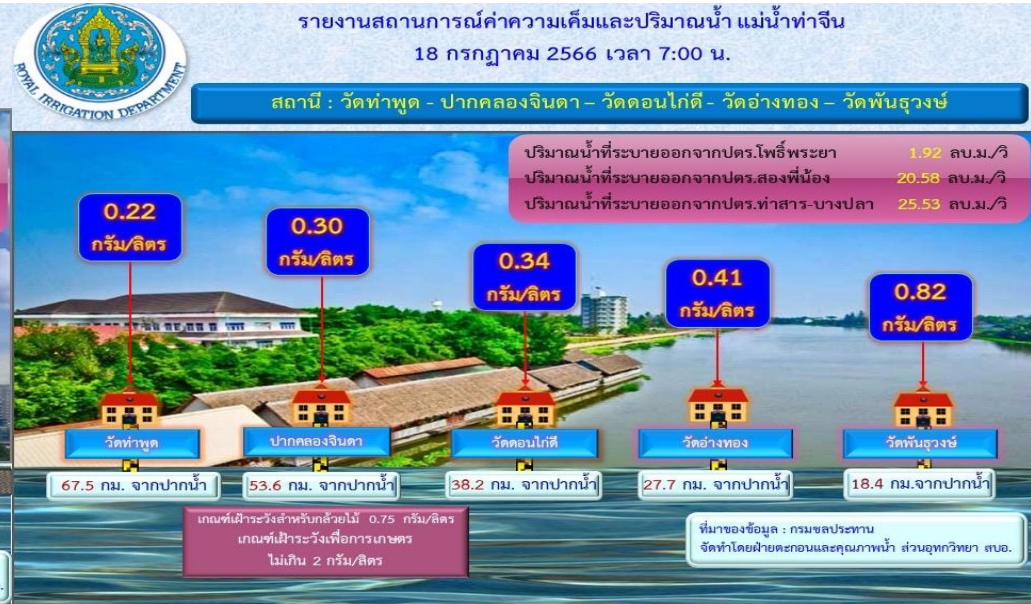 รายงานสถานการณ์ค่าความเค็มและปริมาณน้ำ แม่น้ำท่าจีน
18 กรกฎาคม 2566 เวลา 7:00 น.
ROYAL IRRIGATION DEPARTMENT
สถานี : วัดท่าพูด - ปากคลองจินดา – วัดดอนไก่ดี - วัดอ่างทอง – วัดพันธุวงษ์
ปริมาณน้ำที่ระบายออกจากปตร.โพธิ์พระยา 1.92 ลบ.ม./วิ
ปริมาณน้ำที่ระบายออกจากปตร.สองพี่น้อง 20.58 ลบ.ม./วิ
ปริมาณน้ำที่ระบายออกจากปตร.ท่าสาร-บางปลา 25.53 ลบ.ม./วิ
0.22
กรัม/ลิตร
0.30
กรัม/ลิตร
0.34
กรัม/ลิตร
0.41
กรัม/ลิตร
0.82
กรัม/ลิตร
วัดท่าพูด
ปากคลองจินดา
วัดดอนไก่ดี
วัดอ่างทอง
วัดพันธุวงษ์
67.5 กม. จากปากน้ำ
53.6 กม. จากปากน้ำ
38.2 กม. จากปากน้ำ
27.7 กม. จากปากน้ำ
18.4 กม.จากปากน้ำ
เกณฑ์เฝ้าระวังสำหรับกล้วยไม้ 0.75 กรัม/ลิตร
เกณฑ์เฝ้าระวังเพื่อการเกษตร
ไม่เกิน 2 กรัม/ลิตร
ที่มาของข้อมูล : กรมชลประทาน
จัดทำโดยฝ่ายตะกอนและคุณภาพน้ำ ส่วนอุทกวิทยา สบอ.